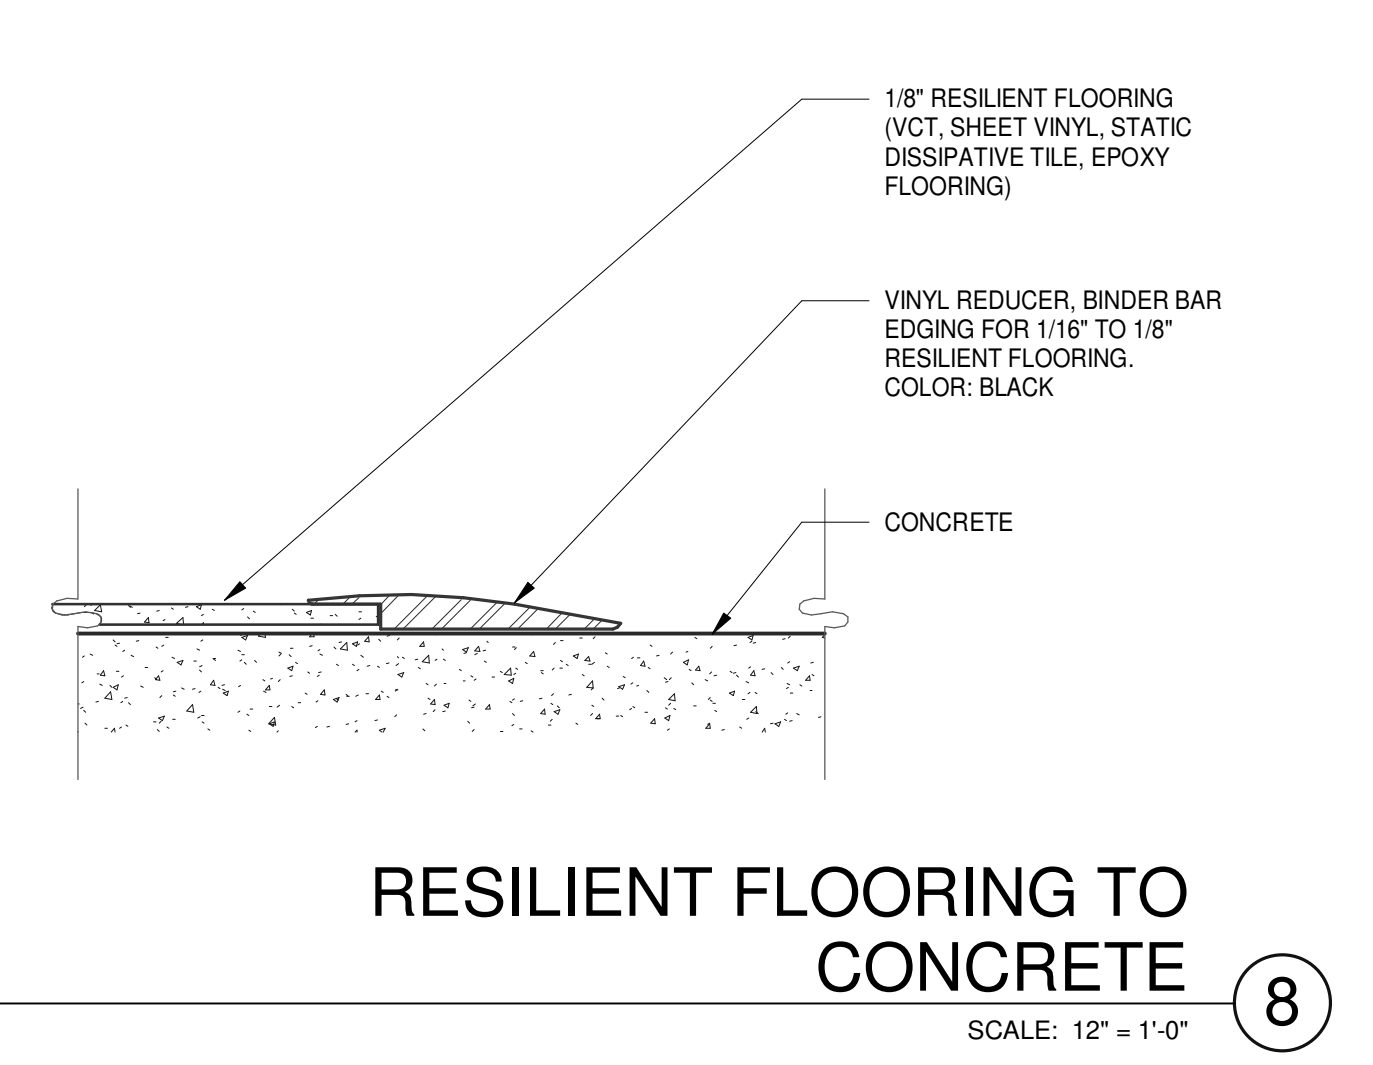 1/8" RESILIENT FLOORING
(VCT, SHEET VINYL, STATIC
DISSIPATIVE TILE, EPOXY
FLOORING)
VINYL REDUCER, BINDER BAR
EDGING FOR 1/16" TO 1/8"
RESILIENT FLOORING.
COLOR: BLACK
CONCRETE
RESILIENT FLOORING TO
CONCRETE
8
SCALE: 12" = 1'-0"